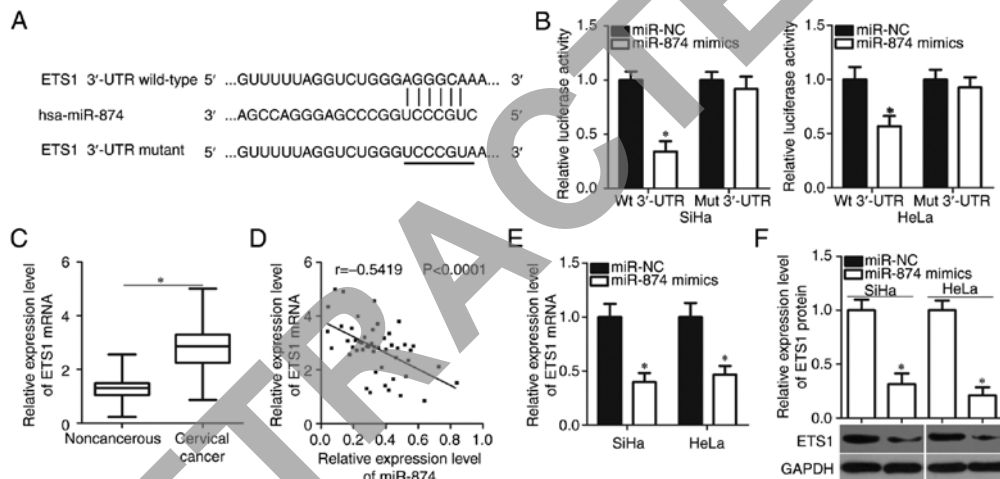 A
ETS1 3′-UTR wild-type 5′ ...GUUUUUAGGUCUGGGAGGGCAAA... 3′
hsa-miR-874 3′ ...AGCCAGGGAGCCCGGUCCCGUC 5′
ETS1 3′-UTR mutant 5′ ...GUUUUUAGGUCUGGGUCCCGUAA... 3′
B
Relative luciferase activity
1.5
1.0
0.5
0.0
miR-NC
miR-874 mimics
*
Wt 3′-UTR Mut 3′-UTR
SiHa
Relative luciferase activity
1.5
1.0
0.5
0.0
miR-NC
miR-874 mimics
*
Wt 3′-UTR Mut 3′-UTR
HeLa
C
Relative expression level
of ETS1 mRNA
6
4
2
0
*
Noncancerous Cervical
cancer
D
Relative expression level
of ETS1 mRNA
6
4
2
0
r=−0.5419 P<0.0001
0.0 0.2 0.4 0.6 0.8 1.0
Relative expression level
of miR-874
E
Relative expression level
of ETS1 mRNA
1.5
1.0
0.5
0.0
miR-NC
miR-874 mimics
* *
SiHa HeLa
F
Relative expression level
of ETS1 protein
1.5
1.0
0.5
0.0
miR-NC
miR-874 mimics
SiHa HeLa
* *
ETS1
GAPDH